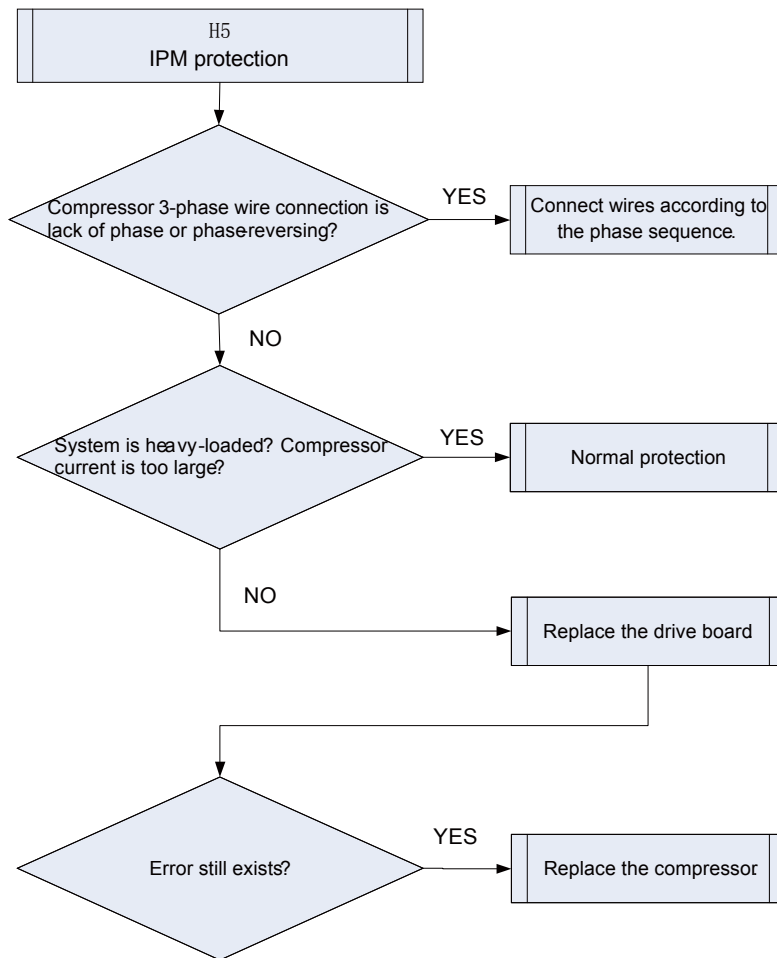 H5
IPM protection
Compressor 3-phase wire connection is
lack of phase or phase-reversing?
YES
Connect wires according to
the phase sequence.
NO
System is heavy-loaded? Compressor
current is too large?
YES
Normal protection
NO
Replace the drive board
Error still exists?
YES
Replace the compressor.